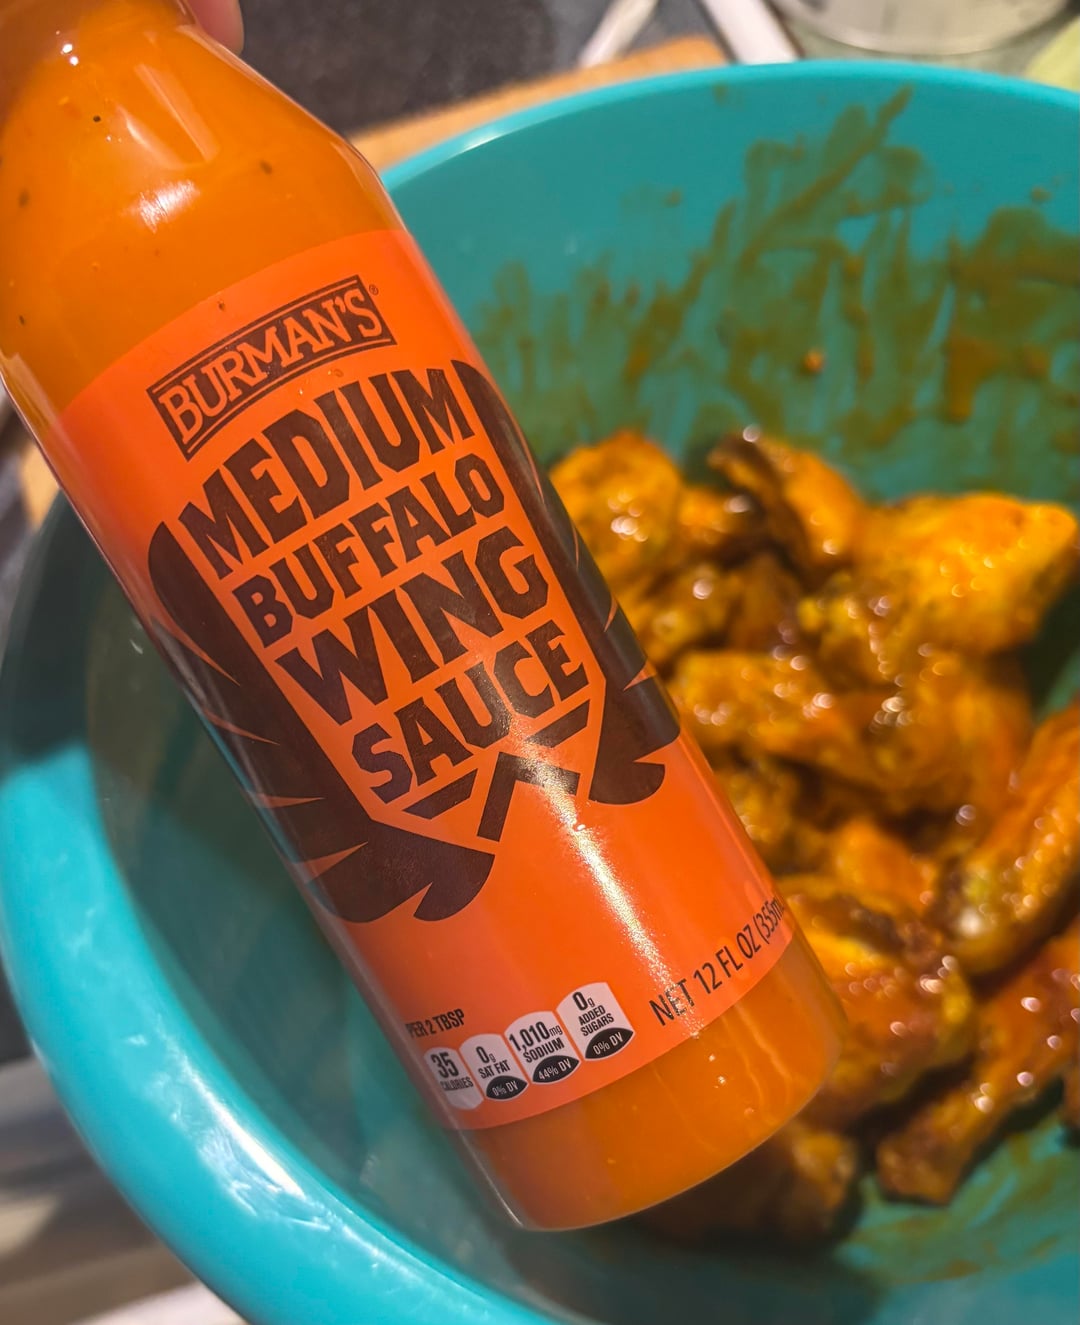 BURMAN'S®
MEDIUM
BUFFALO
WING
SAUCE
PER 2 TBSP
35
CALORIES
0g
SAT FAT
0% DV
1,010mg
SODIUM
44% DV
0g
ADDED
SUGARS
0% DV
NET 12 FL OZ (355m